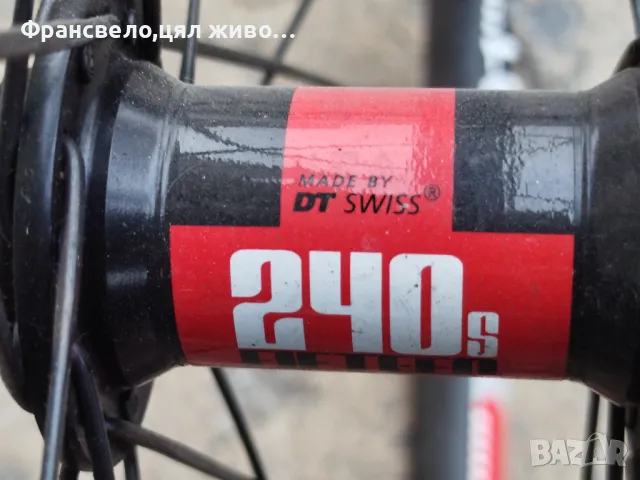 Франсвело,цял живо...
MADE BY
DT SWISS®
240s
BAZAR